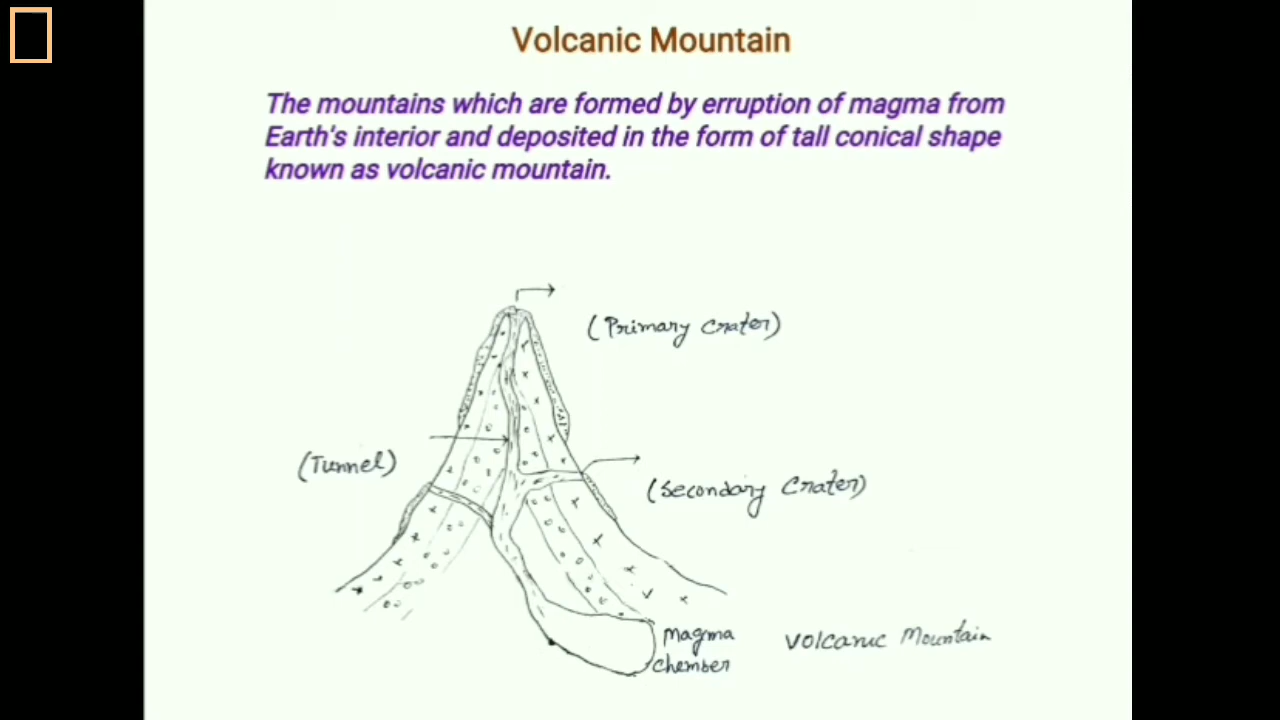 Volcanic Mountain
The mountains which are formed by erruption of magma from
Earth's interior and deposited in the form of tall conical shape
known as volcanic mountain.
(Primary Crater)
(Tunnel)
(Secondary Crater)
Magma
Chember
Volcanic Mountain